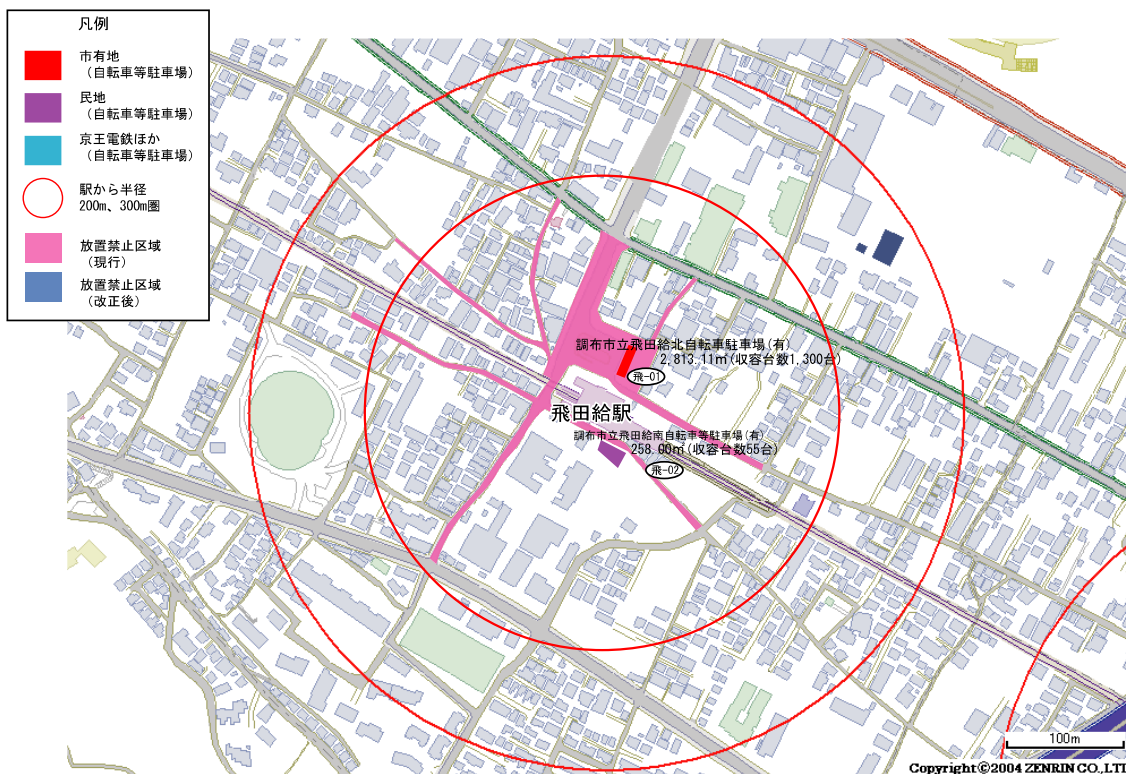 凡例
市有地
(自転車等駐車場)
民地
(自転車等駐車場)
京王電鉄ほか
(自転車等駐車場)
駅から半径
200m、300m圏
放置禁止区域
(現行)
放置禁止区域
(改正後)
調布市立飛田給北自転車駐車場(有)
2,813.11㎡(収容台数1,300台)
飛-01
飛田給駅
調布市立飛田給南自転車等駐車場(有)
258.00㎡(収容台数55台)
飛-02
100m
Copyright©2004 ZENRIN CO.,LTD